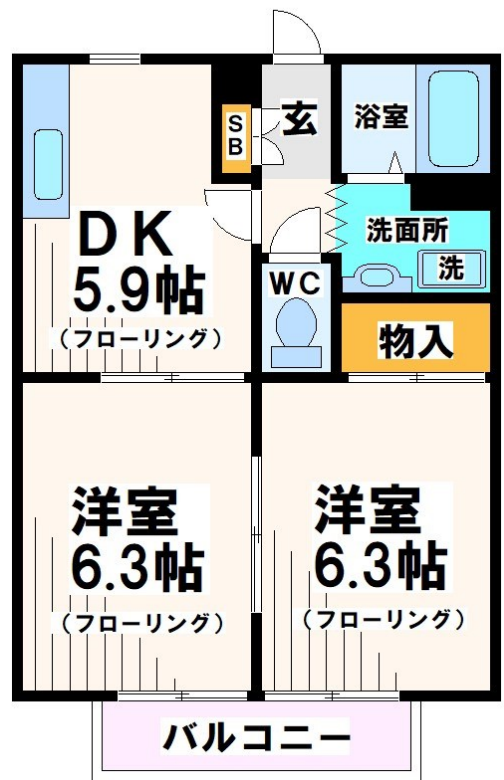 玄
SB
浴室
洗面所
洗
DK
5.9帖
(フローリング)
WC
物入
洋室
6.3帖
(フローリング)
洋室
6.3帖
(フローリング)
バルコニー